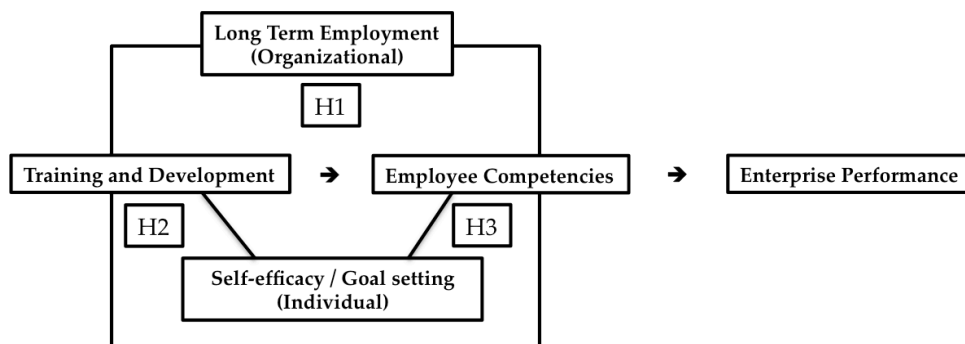 Long Term Employment
(Organizational)
H1
Training and Development
➔
Employee Competencies
➔
Enterprise Performance
H2
H3
Self-efficacy / Goal setting
(Individual)